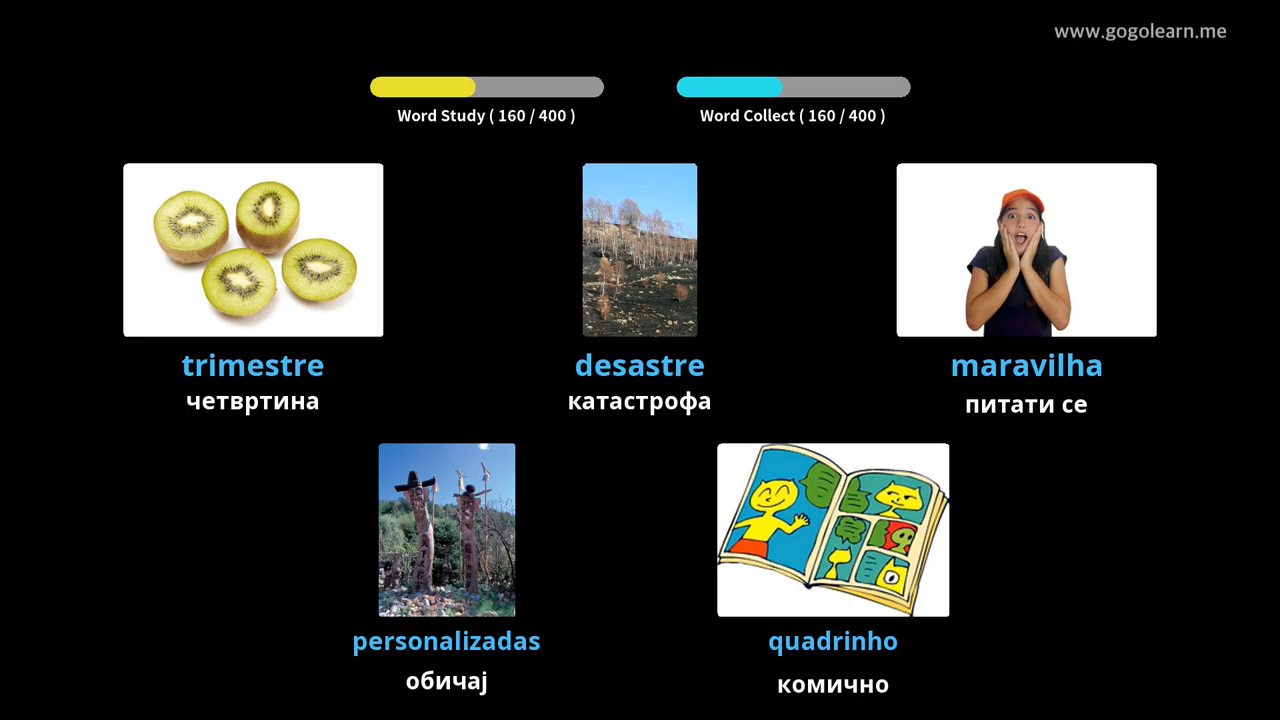 www.gogolearn.me
Word Study ( 160 / 400 )
Word Collect ( 160 / 400 )
trimestre
четвртина
desastre
катастрофа
maravilha
питати се
personalizadas
обичај
quadrinho
комично